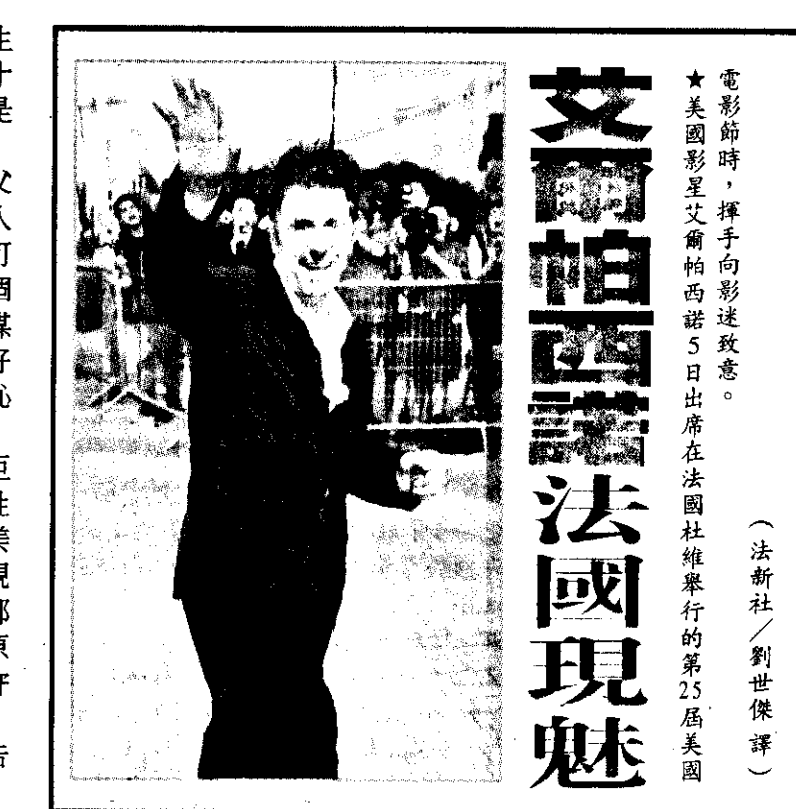 艾爾帕西諾法國現魅
★美國影星艾爾帕西諾5日出席在法國杜維舉行的第25屆美國
電影節時，揮手向影迷致意。
（法新社／劉世傑譯）